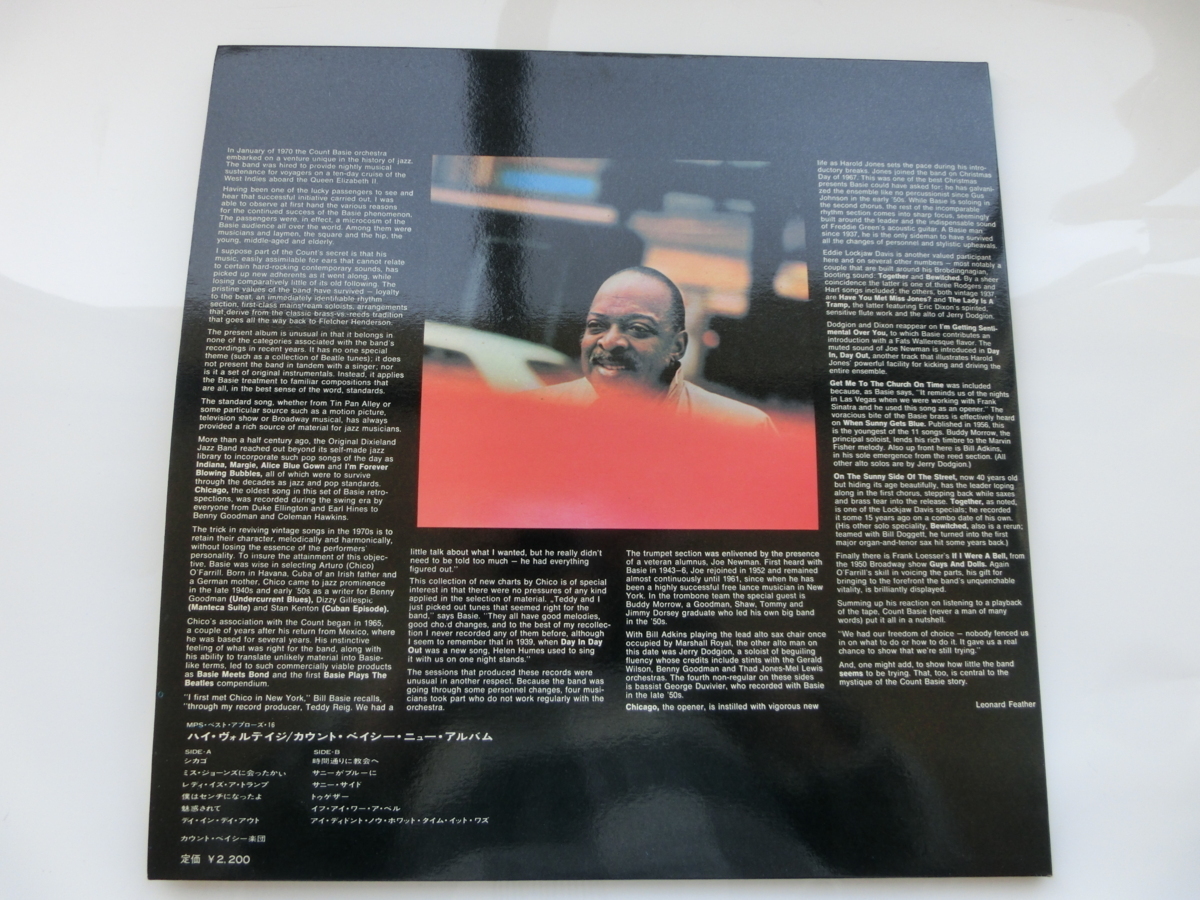 In January of 1970 the Count Basie orchestra
embarked on a venture unique in the history of jazz.
The band was hired to provide nightly musical
sustenance for voyagers on a ten-day cruise of the
West Indies aboard the Queen Elizabeth II.
Having been one of the lucky passengers to see and
hear that successful initiative carried out, I was
able to observe at first hand the various reasons
for the continued success of the Basie phenomenon.
The passengers were, in effect, a microcosm of the
Basie audience all over the world. Among them were
musicians and laymen, the square and the hip, the
young, middle-aged and elderly.
I suppose part of the Count's secret is that his
music, easily assimilable for ears that cannot relate
to certain hard-rocking contemporary sounds, has
picked up new adherents as it went along, while
losing comparatively little of its old following. The
pristine values of the band have survived — loyalty
to the beat, an immediately identifiable rhythm
section, first-class mainstream soloists, arrangements
that derive from the classic brass-vs.-reeds tradition
that goes all the way back to Fletcher Henderson.
The present album is unusual in that it belongs in
none of the categories associated with the band's
recordings in recent years. It has no one special
theme (such as a collection of Beatle tunes); it does
not present the band in tandem with a singer; nor
is it a set of original instrumentals. Instead, it applies
the Basie treatment to familiar compositions that
are all, in the best sense of the word, standards.
The standard song, whether from Tin Pan Alley or
some particular source such as a motion picture,
television show or Broadway musical, has always
provided a rich source of material for jazz musicians.
More than a half century ago, the Original Dixieland
Jazz Band reached out beyond its self-made jazz
library to incorporate such pop songs of the day as
Indiana, Margie, Alice Blue Gown and I'm Forever
Blowing Bubbles, all of which were to survive
through the decades as jazz and pop standards.
Chicago, the oldest song in this set of Basie retro-
spections, was recorded during the swing era by
everyone from Duke Ellington and Earl Hines to
Benny Goodman and Coleman Hawkins.
The trick in reviving vintage songs in the 1970s is to
retain their character, melodically and harmonically,
without losing the essence of the performers'
personality. To insure the attainment of this objec-
tive, Basie was wise in selecting Arturo (Chico)
O'Farrill. Born in Havana, Cuba of an Irish father and
a German mother, Chico came to jazz prominence
in the late 1940s and early '50s as a writer for Benny
Goodman (Undercurrent Blues), Dizzy Gillespie
(Manteca Suite) and Stan Kenton (Cuban Episode).
Chico's association with the Count began in 1965,
a couple of years after his return from Mexico, where
he was based for several years. His instinctive
feeling of what was right for the band, along with
his ability to translate unlikely material into Basie-
like terms, led to such commercially viable products
as Basie Meets Bond and the first Basie Plays The
Beatles compendium.
"I first met Chico in New York," Bill Basie recalls,
"through my record producer, Teddy Reig. We had a
little talk about what I wanted, but he really didn't
need to be told too much — he had everything
figured out."
This collection of new charts by Chico is of special
interest in that there were no pressures of any kind
applied in the selection of material. „Teddy and I
just picked out tunes that seemed right for the
band," says Basie. "They all have good melodies,
good cho.d changes, and to the best of my recollec-
tion I never recorded any of them before, although
I seem to remember that in 1939, when Day In Day
Out was a new song, Helen Humes used to sing
it with us on one night stands."
The sessions that produced these records were
unusual in another respect. Because the band was
going through some personnel changes, four musi-
cians took part who do not work regularly with the
orchestra.
The trumpet section was enlivened by the presence
of a veteran alumnus, Joe Newman. First heard with
Basie in 1943–6, Joe rejoined in 1952 and remained
almost continuously until 1961, since when he has
been a highly successful free lance musician in New
York. In the trombone team the special guest is
Buddy Morrow, a Goodman, Shaw, Tommy and
Jimmy Dorsey graduate who led his own big band
in the '50s.
With Bill Adkins playing the lead alto sax chair once
occupied by Marshall Royal, the other alto man on
this date was Jerry Dodgion, a soloist of beguiling
fluency whose credits include stints with the Gerald
Wilson, Benny Goodman and Thad Jones-Mel Lewis
orchestras. The fourth non-regular on these sides
is bassist George Duvivier, who recorded with Basie
in the late '50s.
Chicago, the opener, is instilled with vigorous new
life as Harold Jones sets the pace during his intro-
ductory breaks. Jones joined the band on Christmas
Day of 1967. This was one of the best Christmas
presents Basie could have asked for; he has galvani-
zed the ensemble like no percussionist since Gus
Johnson in the early '50s. While Basie is soloing in
the second chorus, the rest of the incomparable
rhythm section comes into sharp focus, seemingly
built around the leader and the indispensable sound
of Freddie Green's acoustic guitar. A Basie man
since 1937, he is the only sideman to have survived
all the changes of personnel and stylistic upheavals.
Eddie Lockjaw Davis is another valued participant
here and on several other numbers — most notably a
couple that are built around his Brobdingnagian,
booting sound: Together and Bewitched. By a sheer
coincidence the latter is one of three Rodgers and
Hart songs included; the others, both vintage 1937
are Have You Met Miss Jones? and The Lady Is A
Tramp, the latter featuring Eric Dixon's spirited,
sensitive flute work and the alto of Jerry Dodgion.
Dodgion and Dixon reappear on I'm Getting Senti-
mental Over You, to which Basie contributes an
introduction with a Fats Walleresque flavor. The
muted sound of Joe Newman is introduced in Day
In, Day Out, another track that illustrates Harold
Jones' powerful facility for kicking and driving the
entire ensemble.
Get Me To The Church On Time was included
because, as Basie says, "It reminds us of the nights
in Las Vegas when we were working with Frank
Sinatra and he used this song as an opener." The
voracious bite of the Basie brass is effectively heard
on When Sunny Gets Blue. Published in 1956, this
is the youngest of the 11 songs. Buddy Morrow, the
principal soloist, lends his rich timbre to the Marvin
Fisher melody. Also up front here is Bill Adkins,
in his sole emergence from the reed section. (All
other alto solos are by Jerry Dodgion.)
On The Sunny Side Of The Street, now 40 years old
but hiding its age beautifully, has the leader loping
along in the first chorus, stepping back while saxes
and brass tear into the release. Together, as noted,
is one of the Lockjaw Davis specials; he recorded
it some 15 years ago on a combo date of his own.
(His other solo speciality, Bewitched, also is a rerun;
teamed with Bill Doggett, he turned into the first
major organ-and-tenor sax hit some years back.)
Finally there is Frank Loesser's If I Were A Bell, from
the 1950 Broadway show Guys And Dolls. Again
O'Farrill's skill in voicing the parts, his gift for
bringing to the forefront the band's unquenchable
vitality, is brilliantly displayed.
Summing up his reaction on listening to a playback
of the tape, Count Basie (never a man of many
words) put it all in a nutshell.
"We had our freedom of choice — nobody fenced us
in on what to do or how to do it. It gave us a real
chance to show that we're still trying."
And, one might add, to show how little the band
seems to be trying. That, too, is central to the
mystique of the Count Basie story.
Leonard Feather
MPS・ベスト・アプローズ・16
ハイ・ヴォルテイジ/カウント・ベイシー・ニュー・アルバム
SIDE-A
シカゴ
ミス・ジョーンズに会ったかい
レディ・イズ・ア・トランプ
僕はセンチになったよ
魅惑されて
デイ・イン・デイ・アウト
SIDE-B
時間通りに教会へ
サニーがブルーに
サニー・サイド
トゥゲザー
イフ・アイ・ワー・ア・ベル
アイ・ディドント・ノウ・ホワット・タイム・イット・ワズ
カウント・ベイシー楽団
定価 ¥2,200